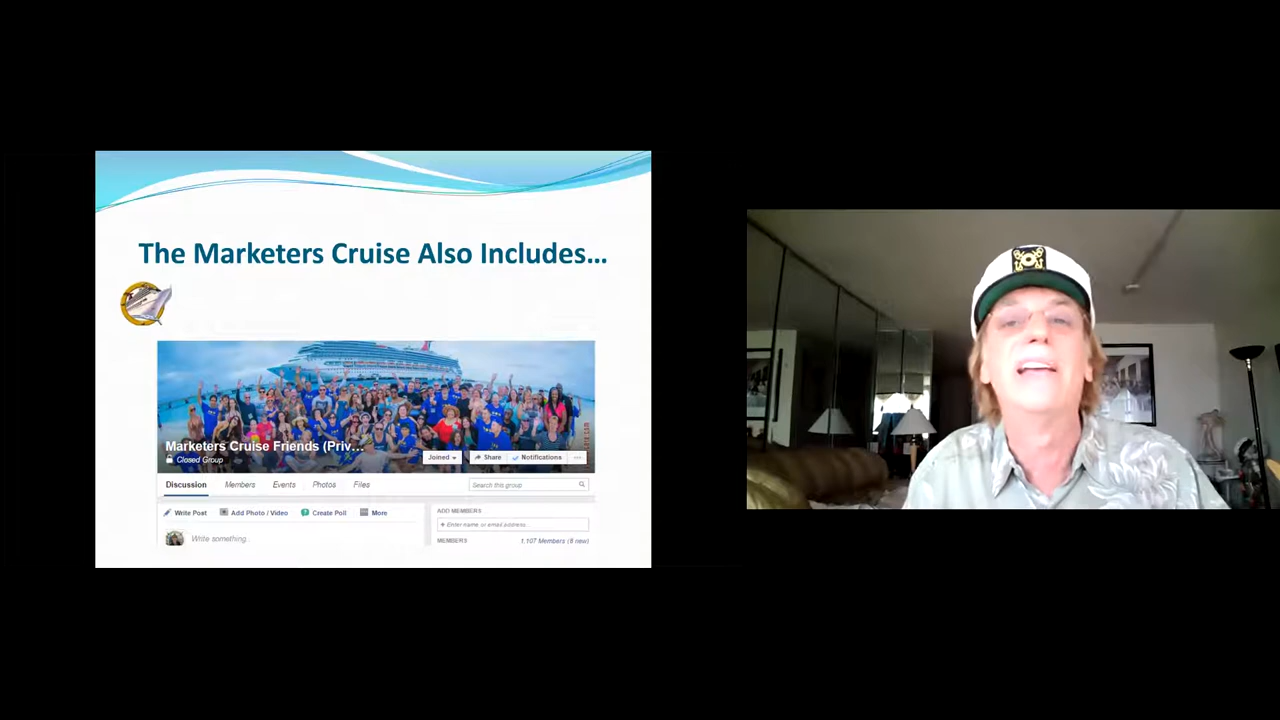 The Marketers Cruise Also Includes...
Marketers Cruise Friends (Priv...
Closed Group
Joined
Share
Notifications
Discussion Members Events Photos Files
Search this group
Write Post Add Photo / Video Create Poll More
ADD MEMBERS
+ Enter name or email address...
Write something...
MEMBERS 1,107 Members (8 new)